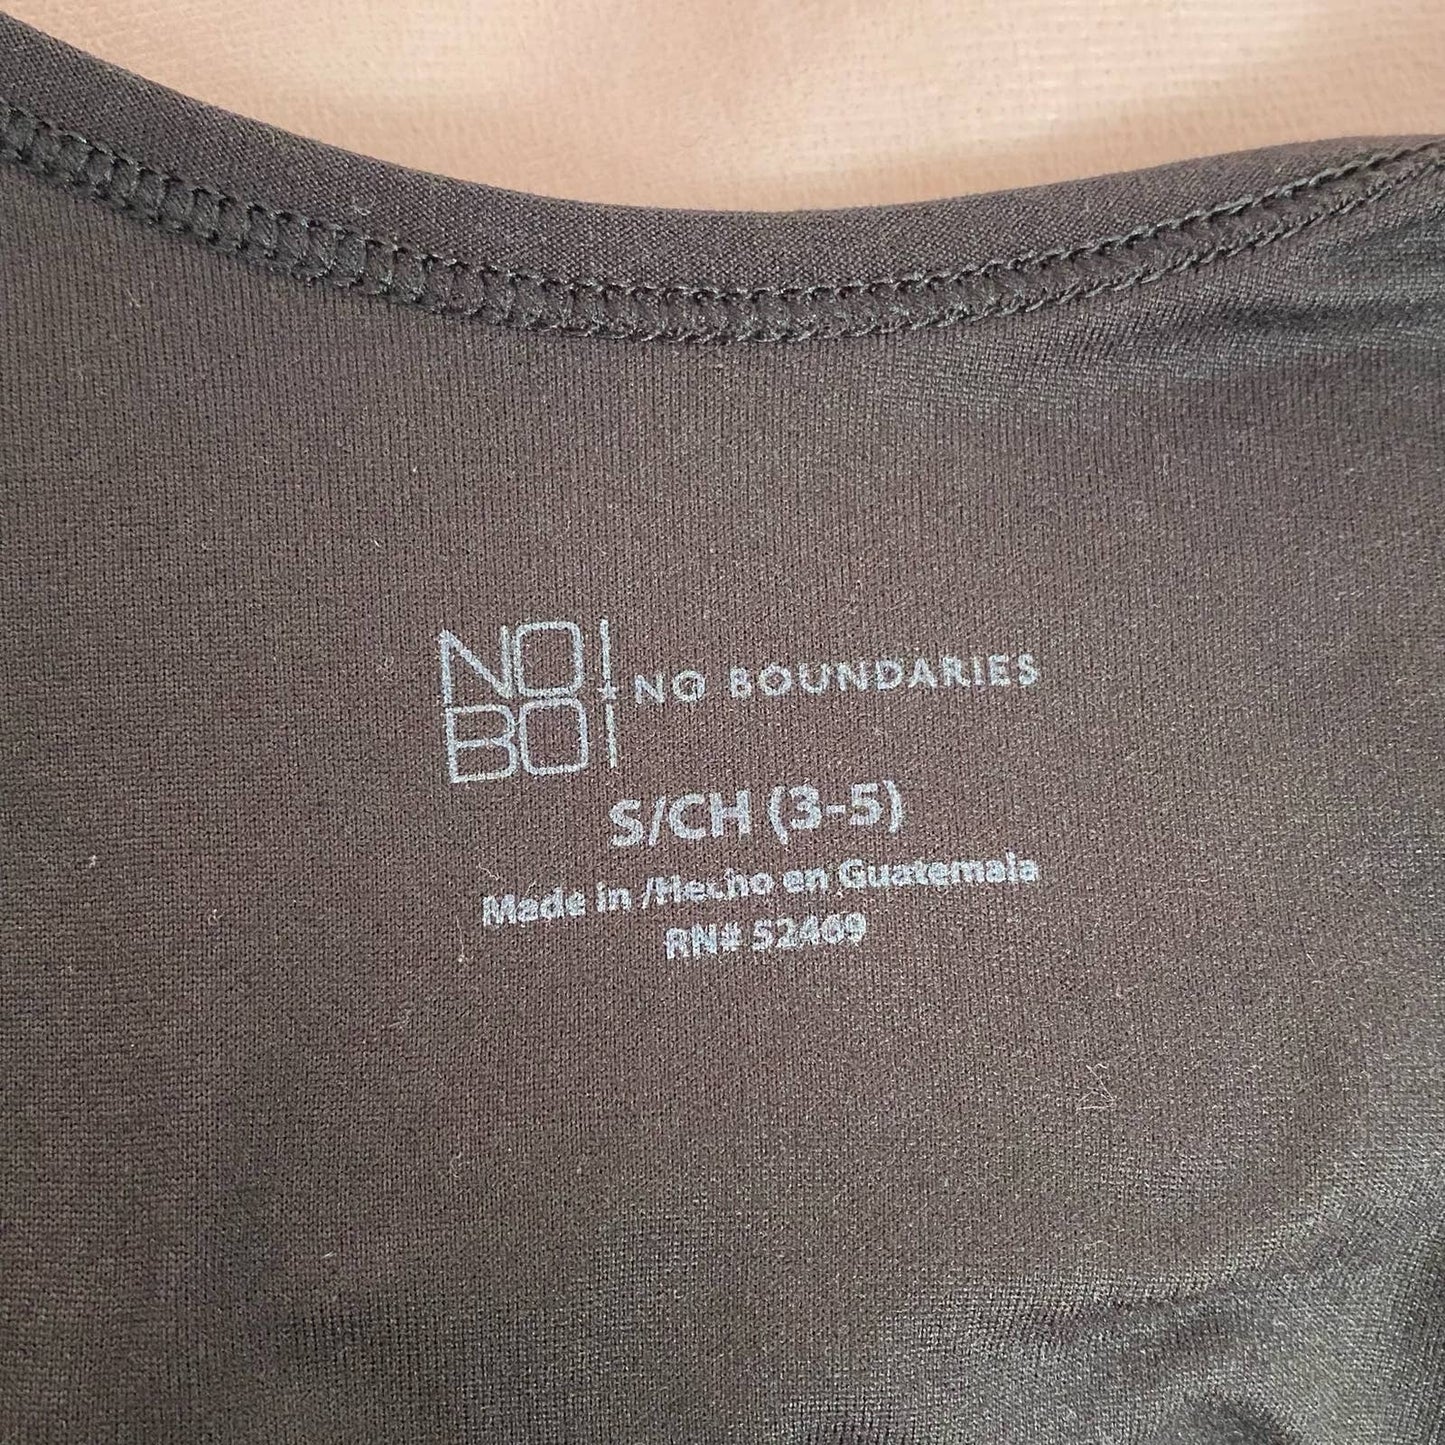 NO!
BO!
NO BOUNDARIES
S/CH (3-5)
Made in /Hecho en Guatemala
RN# 52469